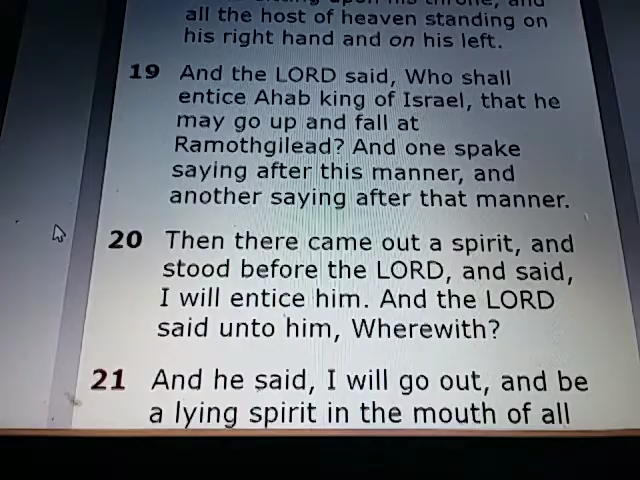 all the host of heaven standing on
his right hand and on his left.
19 And the LORD said, Who shall
entice Ahab king of Israel, that he
may go up and fall at
Ramothgilead? And one spake
saying after this manner, and
another saying after that manner.
20 Then there came out a spirit, and
stood before the LORD, and said,
I will entice him. And the LORD
said unto him, Wherewith?
21 And he said, I will go out, and be
a lying spirit in the mouth of all